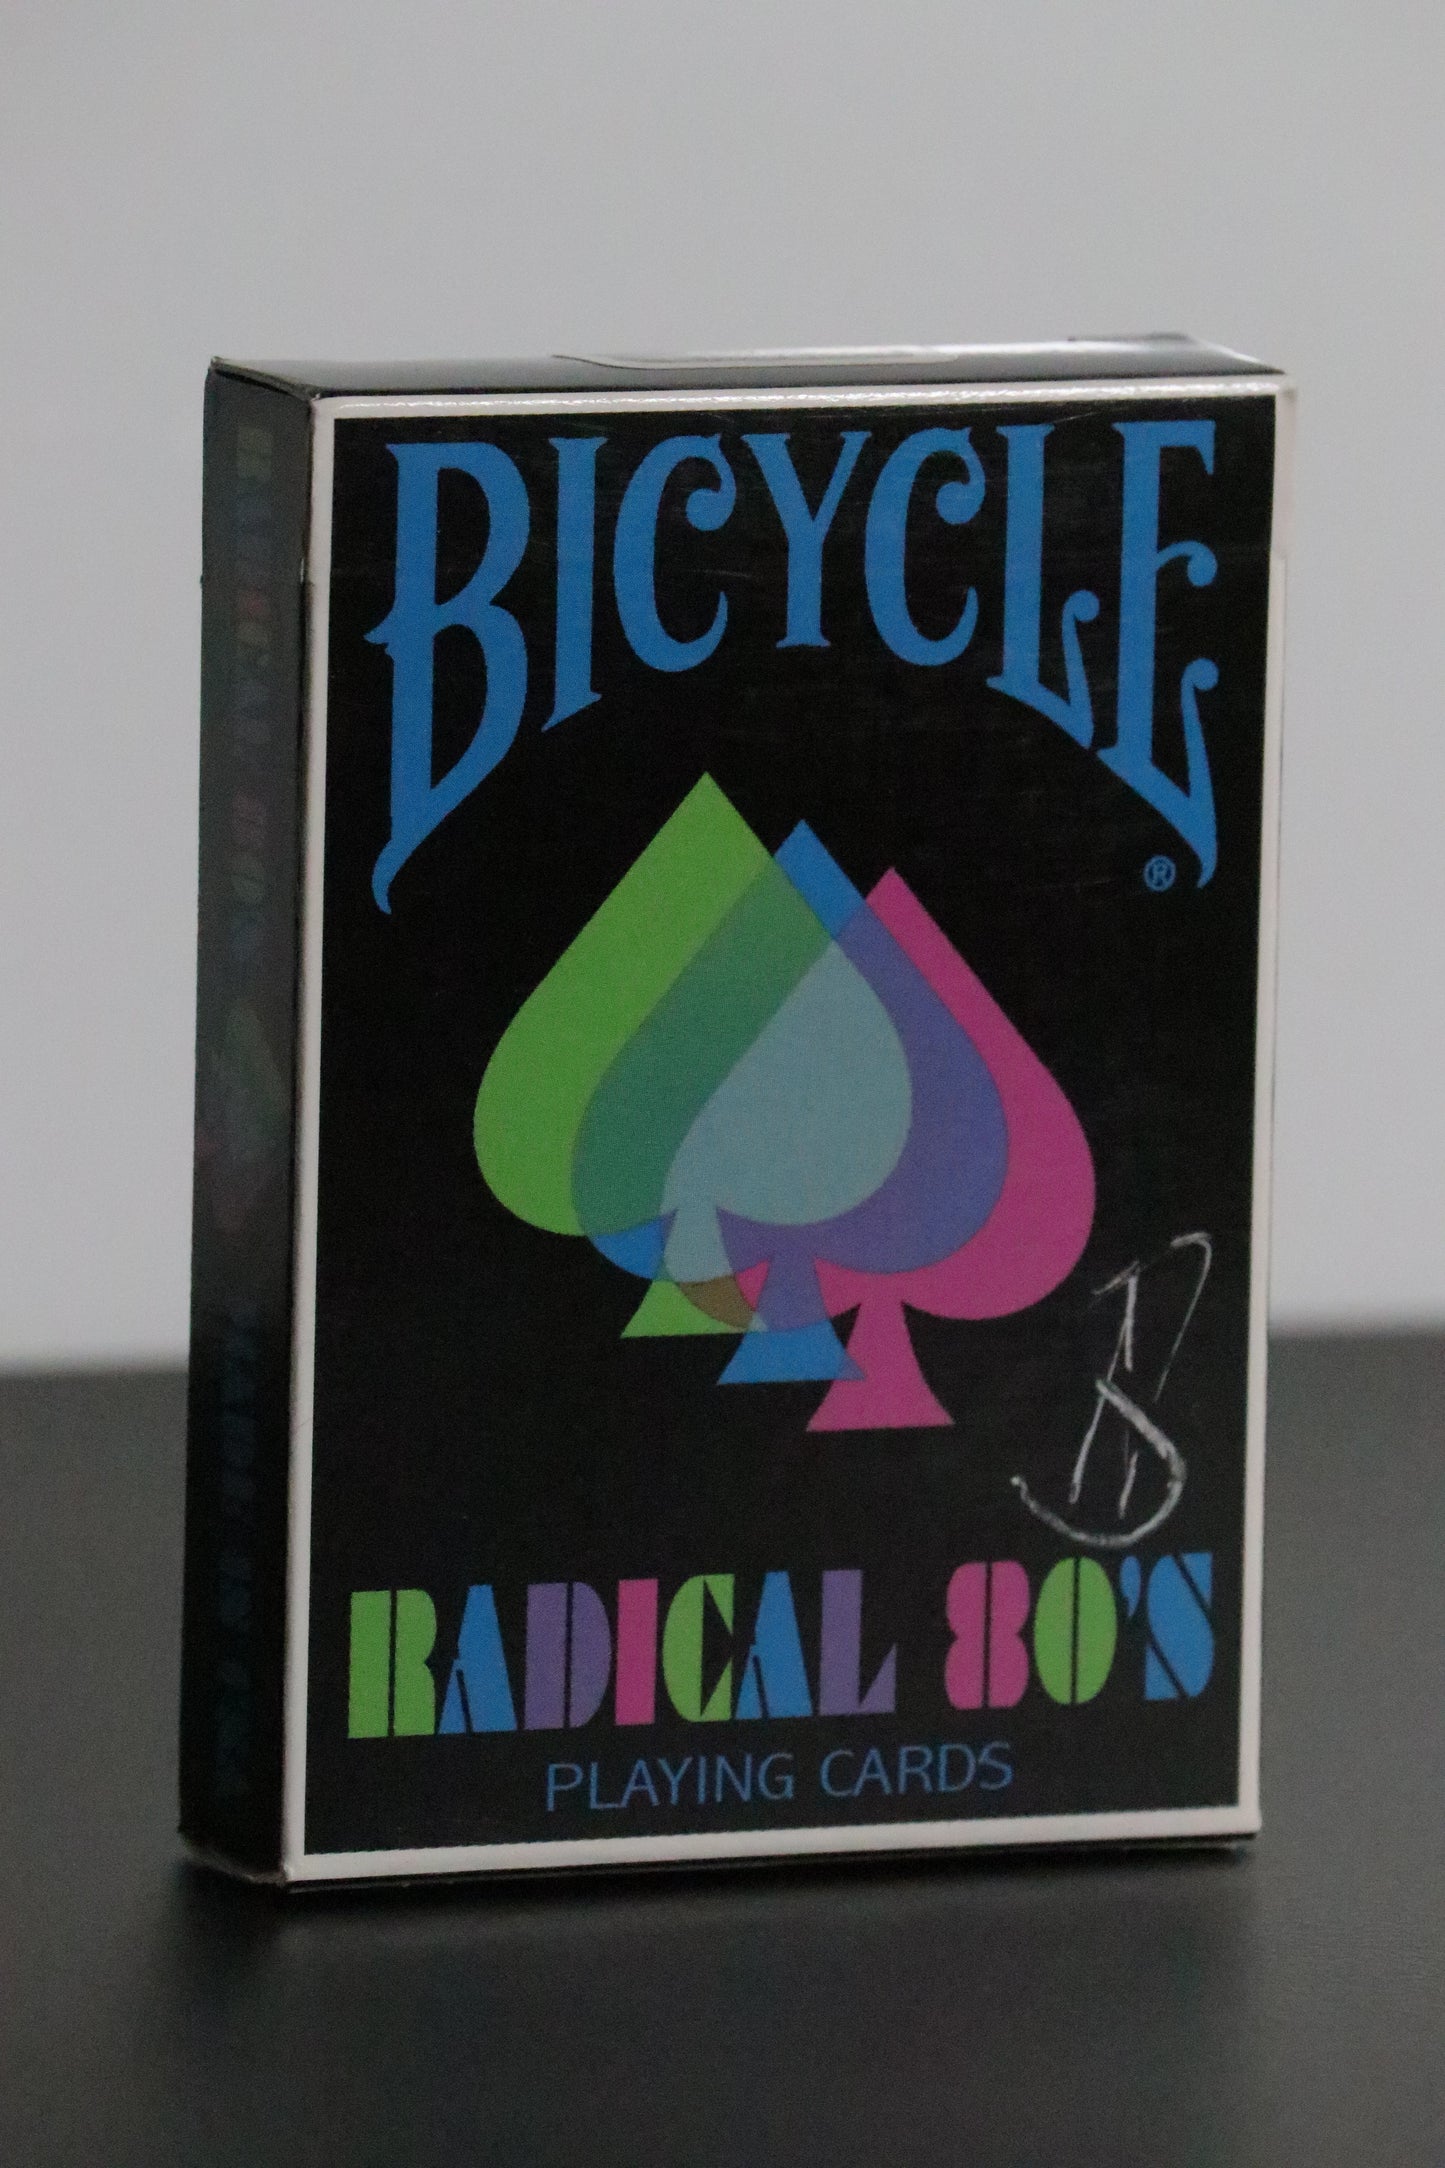 BICYCLE
®
RADICAL 80'S
PLAYING CARDS